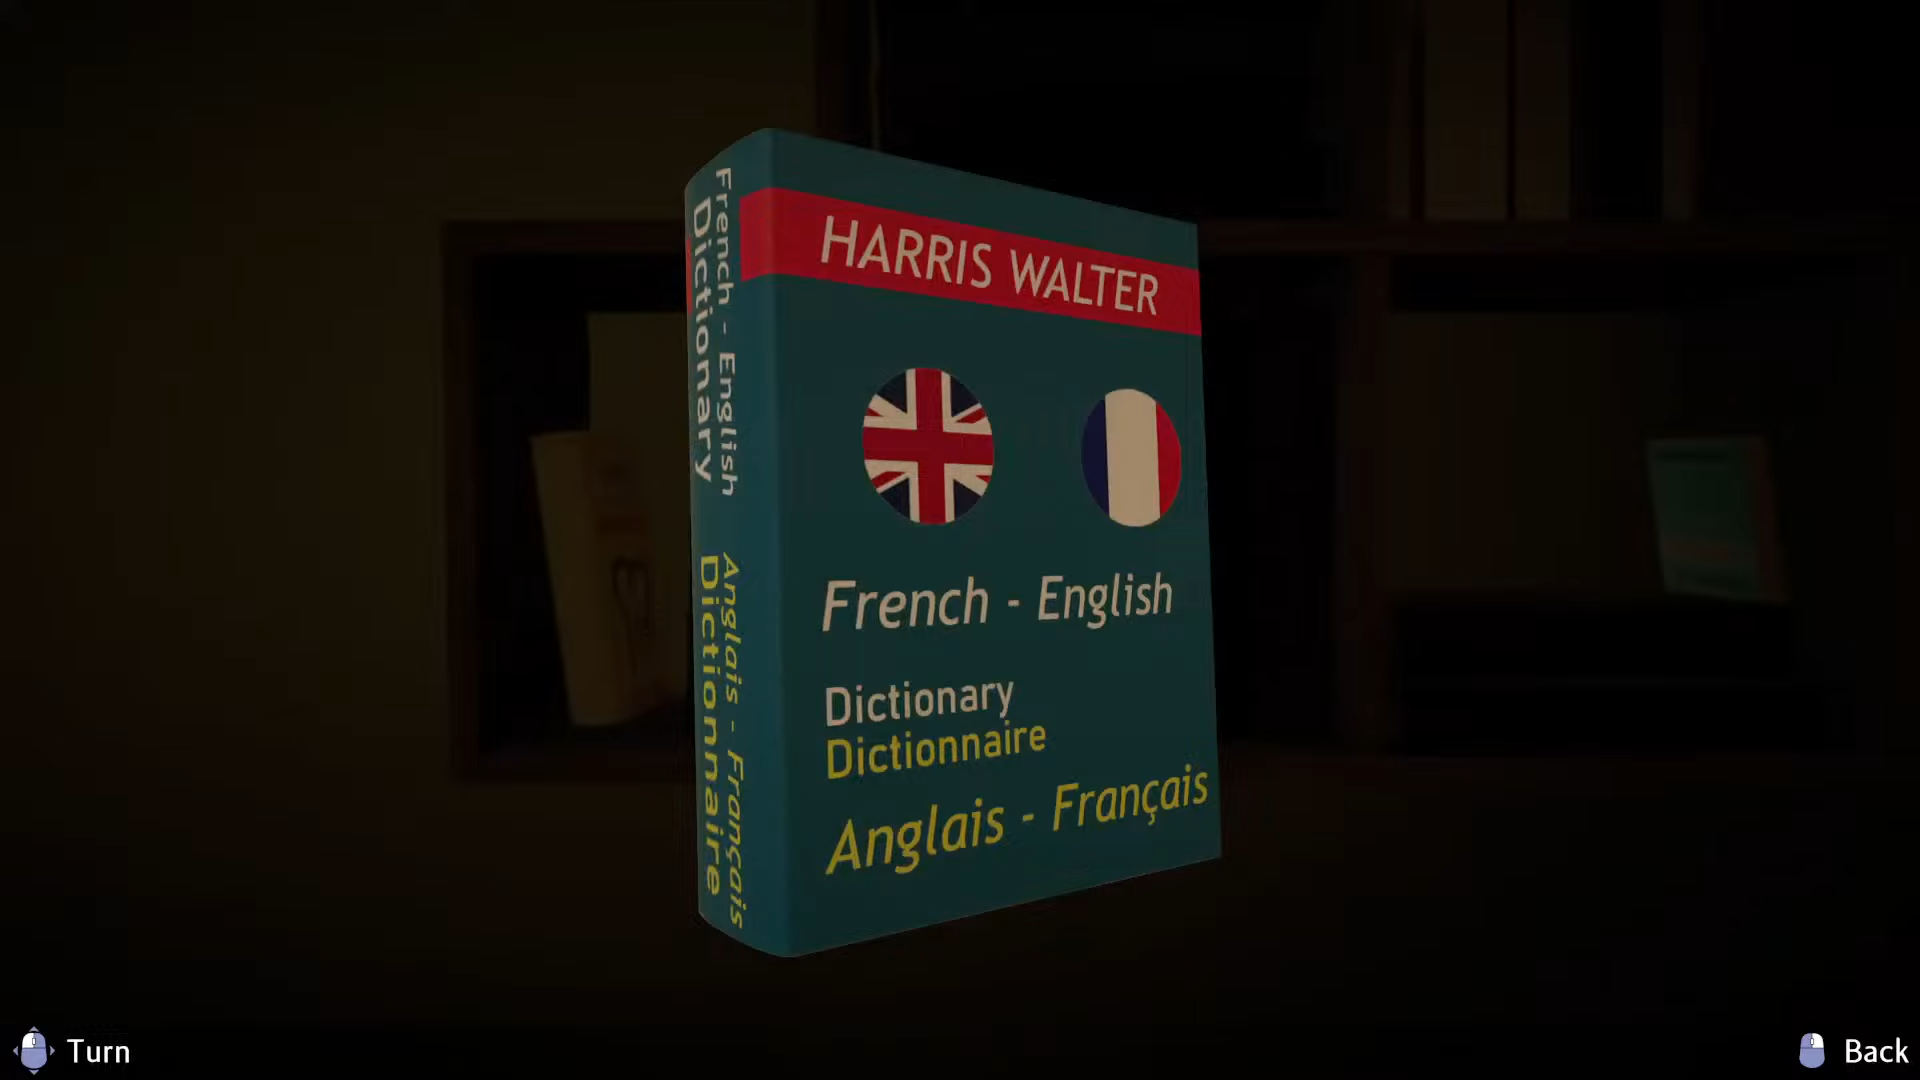 French - English
Dictionary
Anglais - Français
Dictionnaire
HARRIS WALTER
French - English
Dictionary
Dictionnaire
Anglais - Français
Turn
Back